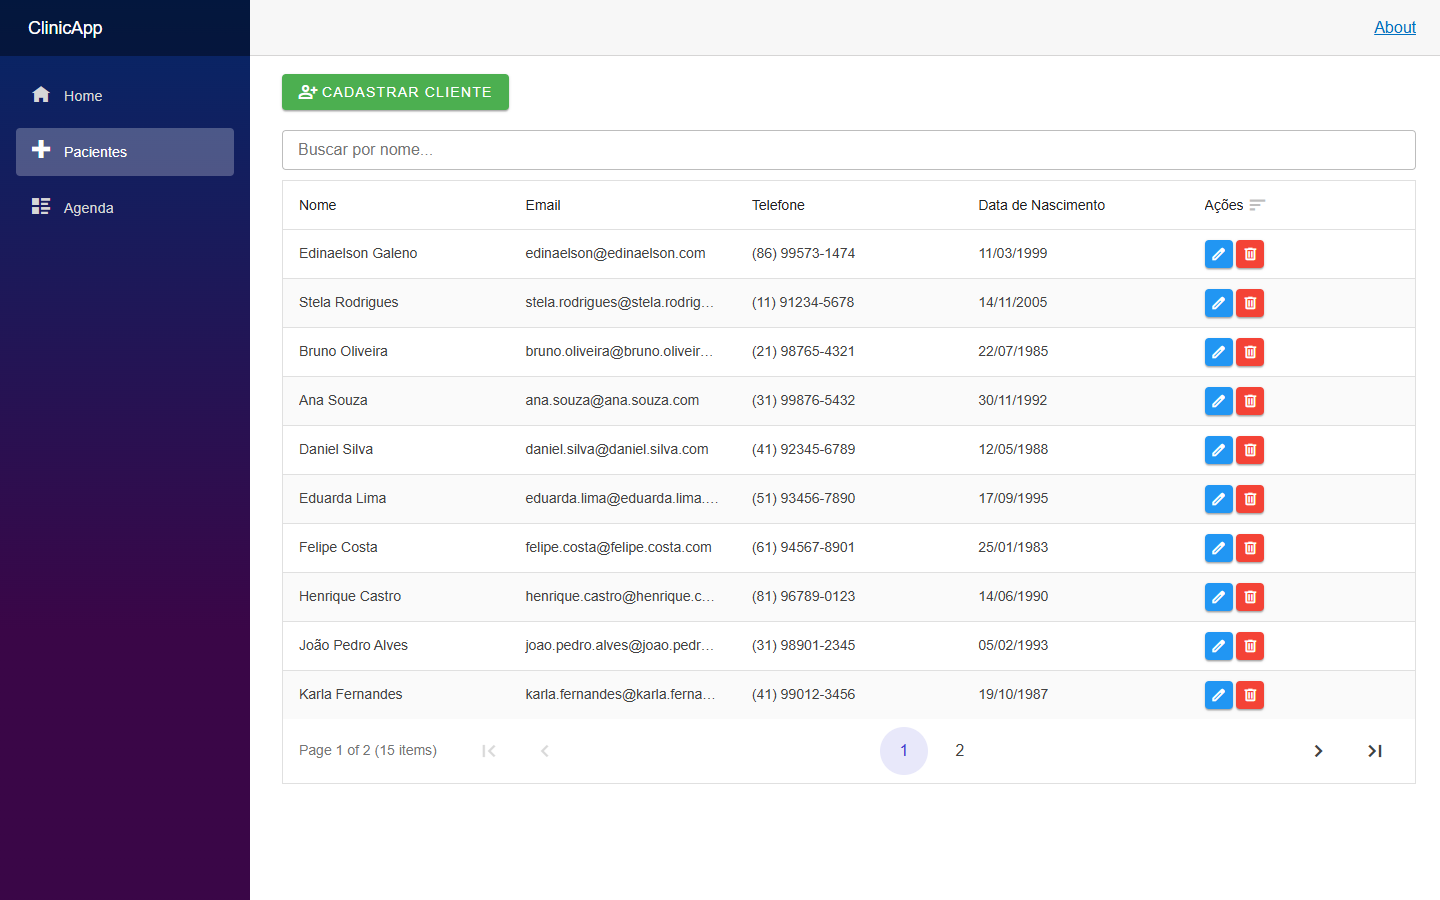 ClinicApp
About
Home
Pacientes
Agenda
CADASTRAR CLIENTE
Buscar por nome...
Nome Email Telefone Data de Nascimento Ações
Edinaelson Galeno edinaelson@edinaelson.com (86) 99573-1474 11/03/1999
Stela Rodrigues stela.rodrigues@stela.rodrig... (11) 91234-5678 14/11/2005
Bruno Oliveira bruno.oliveira@bruno.oliveir... (21) 98765-4321 22/07/1985
Ana Souza ana.souza@ana.souza.com (31) 99876-5432 30/11/1992
Daniel Silva daniel.silva@daniel.silva.com (41) 92345-6789 12/05/1988
Eduarda Lima eduarda.lima@eduarda.lima.... (51) 93456-7890 17/09/1995
Felipe Costa felipe.costa@felipe.costa.com (61) 94567-8901 25/01/1983
Henrique Castro henrique.castro@henrique.c... (81) 96789-0123 14/06/1990
João Pedro Alves joao.pedro.alves@joao.pedr... (31) 98901-2345 05/02/1993
Karla Fernandes karla.fernandes@karla.ferna... (41) 99012-3456 19/10/1987
Page 1 of 2 (15 items) 1 2